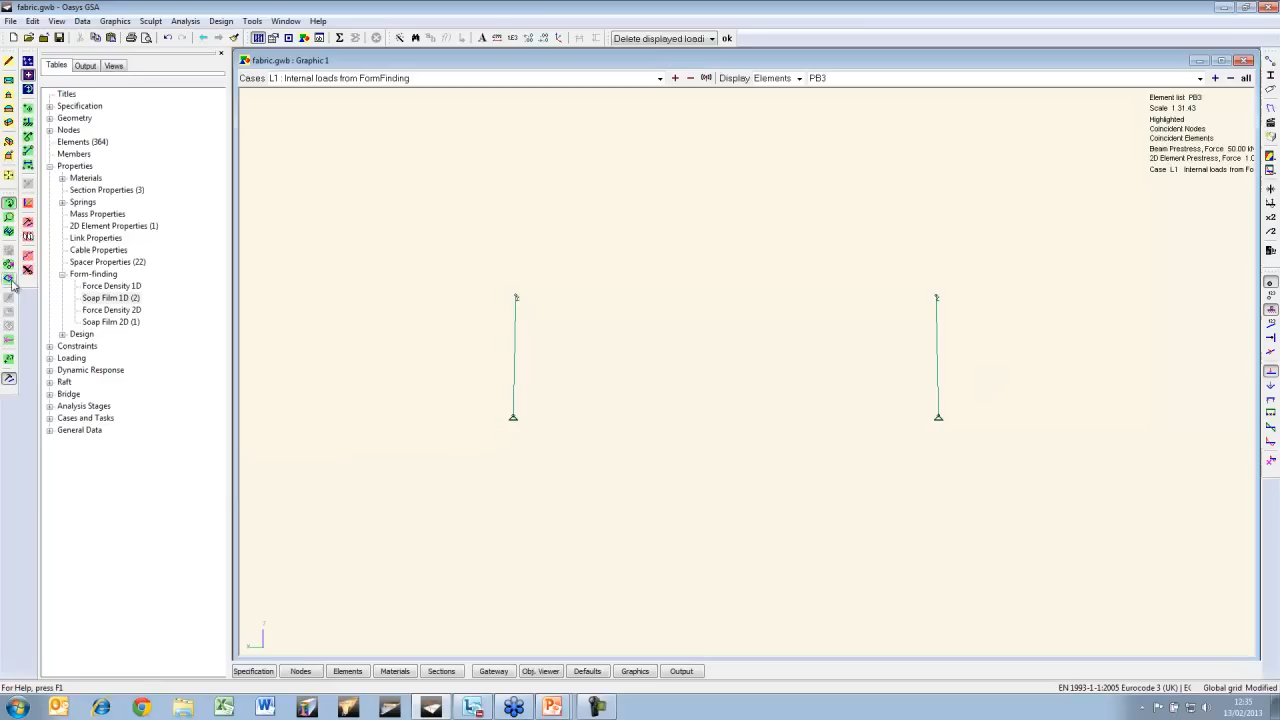 fabric.gwb - Oasys GSA
File Edit View Data Graphics Sculpt Analysis Design Tools Window Help
Delete displayed loadi ok
Tables Output Views
fabric.gwb : Graphic 1
Cases L1 : Internal loads from FormFinding Display Elements PB3 all
Titles
Specification
Geometry
Nodes
Elements (364)
Members
Properties
Materials
Section Properties (3)
Springs
Mass Properties
2D Element Properties (1)
Link Properties
Cable Properties
Spacer Properties (22)
Form-finding
Force Density 1D
Soap Film 1D (2)
Force Density 2D
Soap Film 2D (1)
Design
Constraints
Loading
Dynamic Response
Raft
Bridge
Analysis Stages
Cases and Tasks
General Data
Element list PB3
Scale 1:31.43
Highlighted
Coincident Nodes
Coincident Elements
Beam Prestress, Force 50.00 kN
2D Element Prestress, Force 1.0
Case L1 Internal loads from Fo
Specification Nodes Elements Materials Sections Gateway Obj. Viewer Defaults Graphics Output
For Help, press F1
EN 1993-1-1:2005 Eurocode 3 (UK) Global grid Modified
12:35
13/02/2013